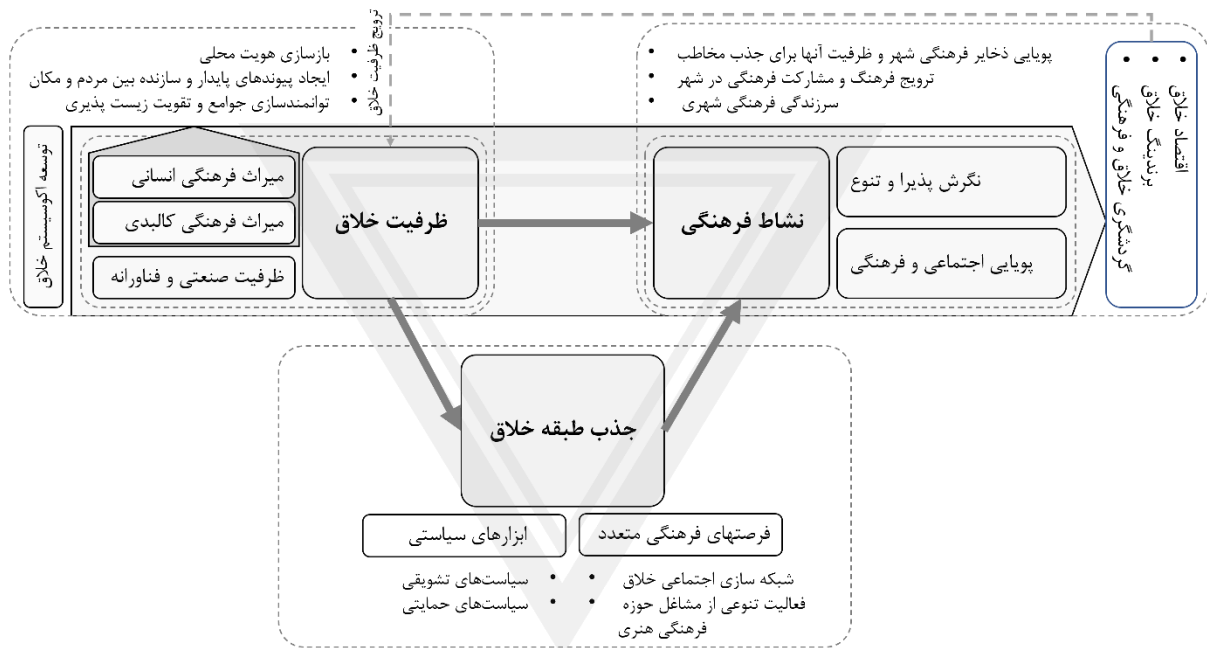 ترویج ظرفیت خلاق
• بازسازی هویت محلی
• ایجاد پیوندهای پایدار و سازنده بین مردم و مکان
• توانمندسازی جوامع و تقویت زیست پذیری
• پویایی ذخایر فرهنگی شهر و ظرفیت آنها برای جذب مخاطب
• ترویج فرهنگ و مشارکت فرهنگی در شهر
• سرزندگی فرهنگی شهری
• اقتصاد خلاق
• برندینگ خلاق
• گردشگری خلاق و فرهنگی
توسعه اکوسیستم خلاق
میراث فرهنگی انسانی
میراث فرهنگی کالبدی
ظرفیت صنعتی و فناورانه
ظرفیت خلاق
نشاط فرهنگی
نگرش پذیرا و تنوع
پویایی اجتماعی و فرهنگی
جذب طبقه خلاق
فرصتهای فرهنگی متعدد
• شبکه سازی اجتماعی خلاق
• فعالیت تنوعی از مشاغل حوزه
فرهنگی هنری
ابزارهای سیاستی
• سیاست‌های تشویقی
• سیاست‌های حمایتی